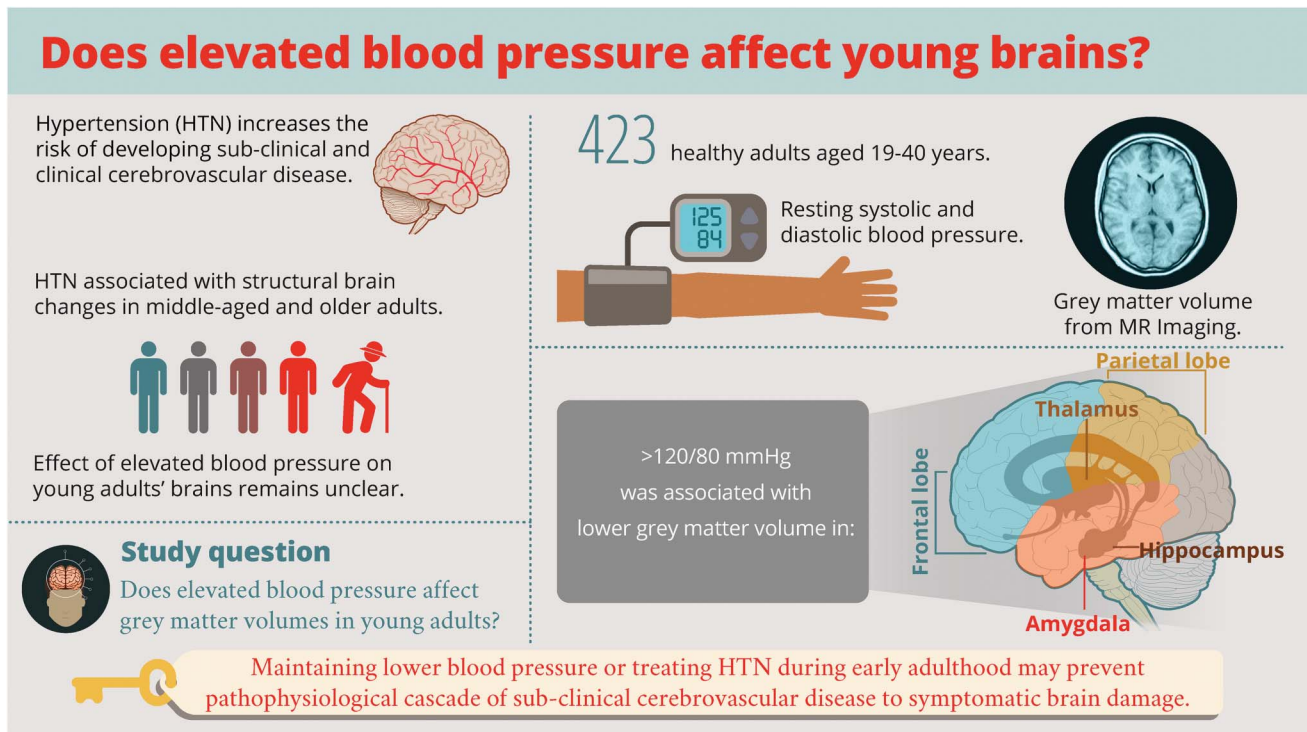 Does elevated blood pressure affect young brains?
Hypertension (HTN) increases the
risk of developing sub-clinical and
clinical cerebrovascular disease.
HTN associated with structural brain
changes in middle-aged and older adults.
Effect of elevated blood pressure on
young adults’ brains remains unclear.
Study question
Does elevated blood pressure affect
grey matter volumes in young adults?
423 healthy adults aged 19-40 years.
125
84
Resting systolic and
diastolic blood pressure.
Grey matter volume
from MR Imaging.
>120/80 mmHg
was associated with
lower grey matter volume in:
Parietal lobe
Thalamus
Frontal lobe
Hippocampus
Amygdala
Maintaining lower blood pressure or treating HTN during early adulthood may prevent
pathophysiological cascade of sub-clinical cerebrovascular disease to symptomatic brain damage.